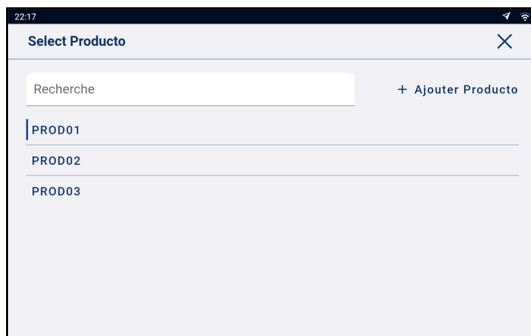 22:17
Select Producto
Recherche
+ Ajouter Producto
PROD01
PROD02
PROD03